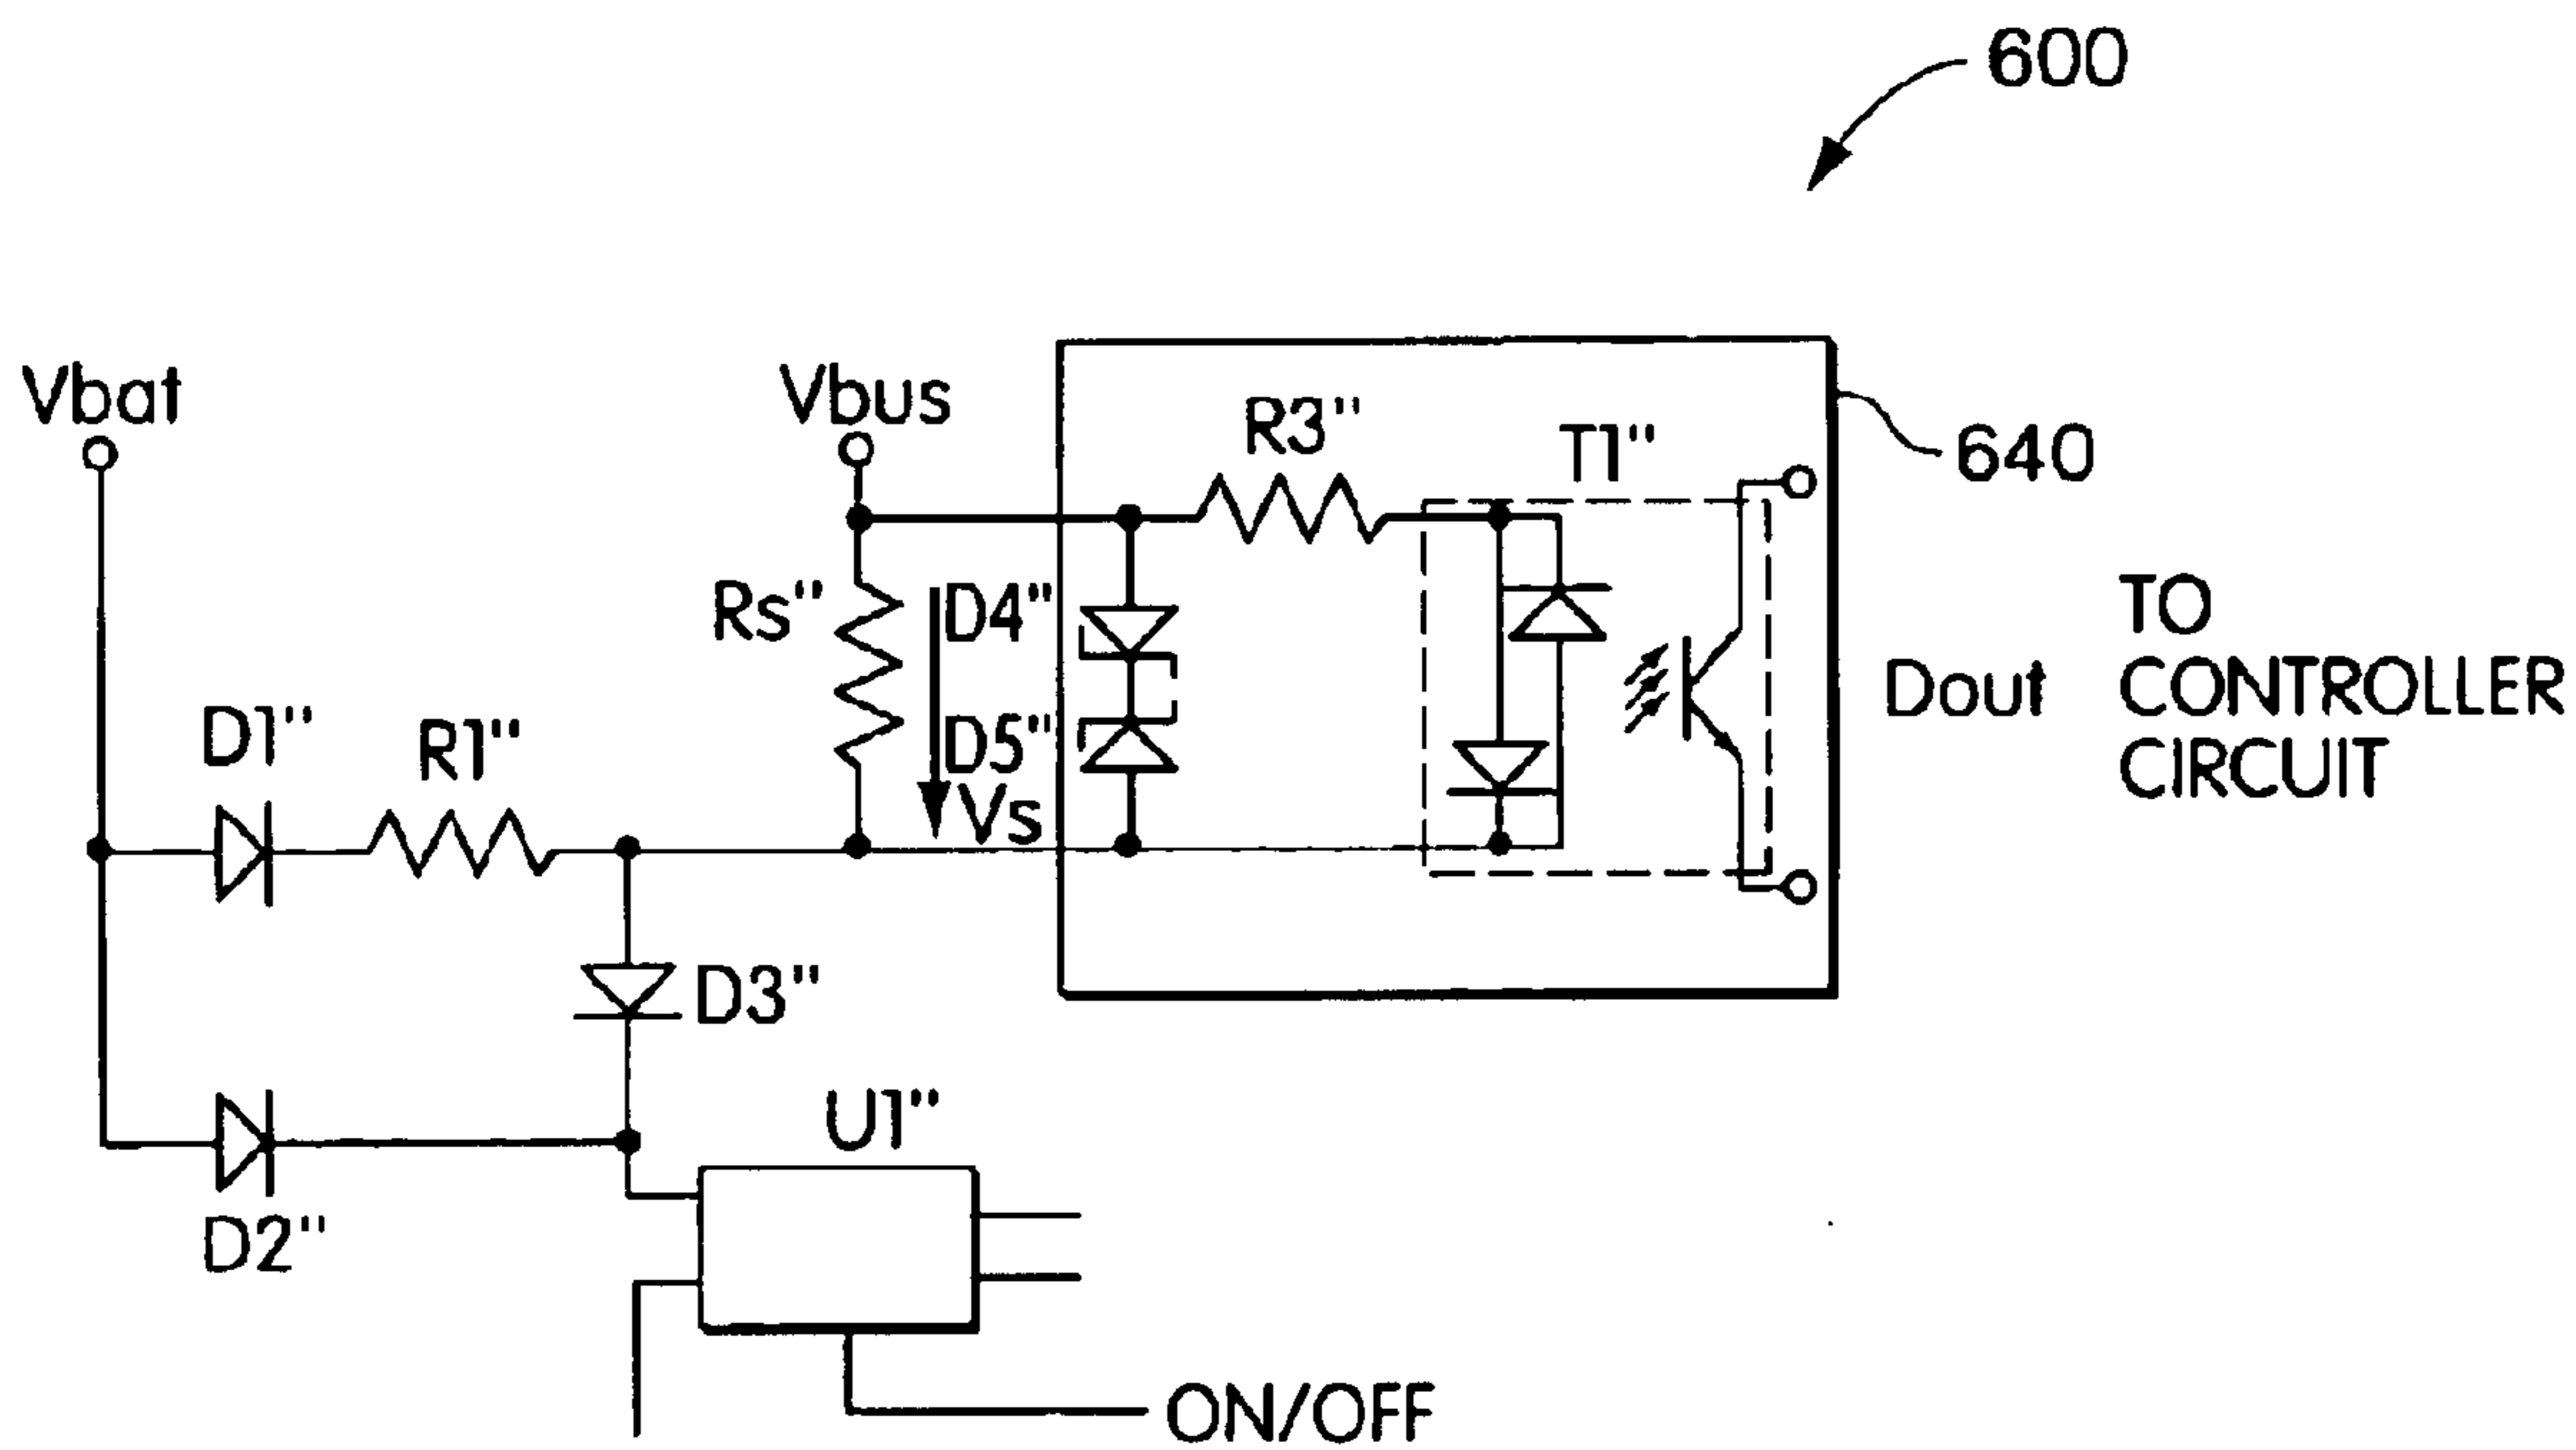 600
Vbat
Vbus
R3"
T1"
640
Rs"
D4"
D5"
Vs
Dout
TO
CONTROLLER
CIRCUIT
D1"
R1"
D3"
D2"
U1"
ON/OFF